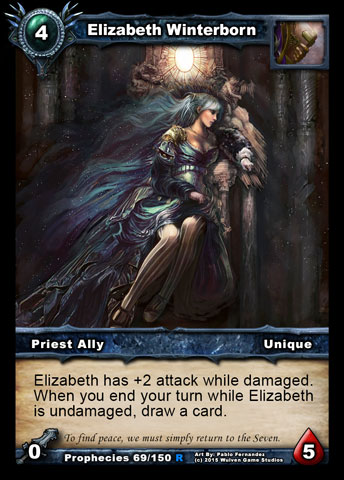 4 Elizabeth Winterborn
Priest Ally Unique
Elizabeth has +2 attack while damaged.
When you end your turn while Elizabeth
is undamaged, draw a card.
To find peace, we must simply return to the Seven.
0 Prophecies 69/150 R Art By: Pablo Fernandez 5
(c) 2015 Wulven Game Studios